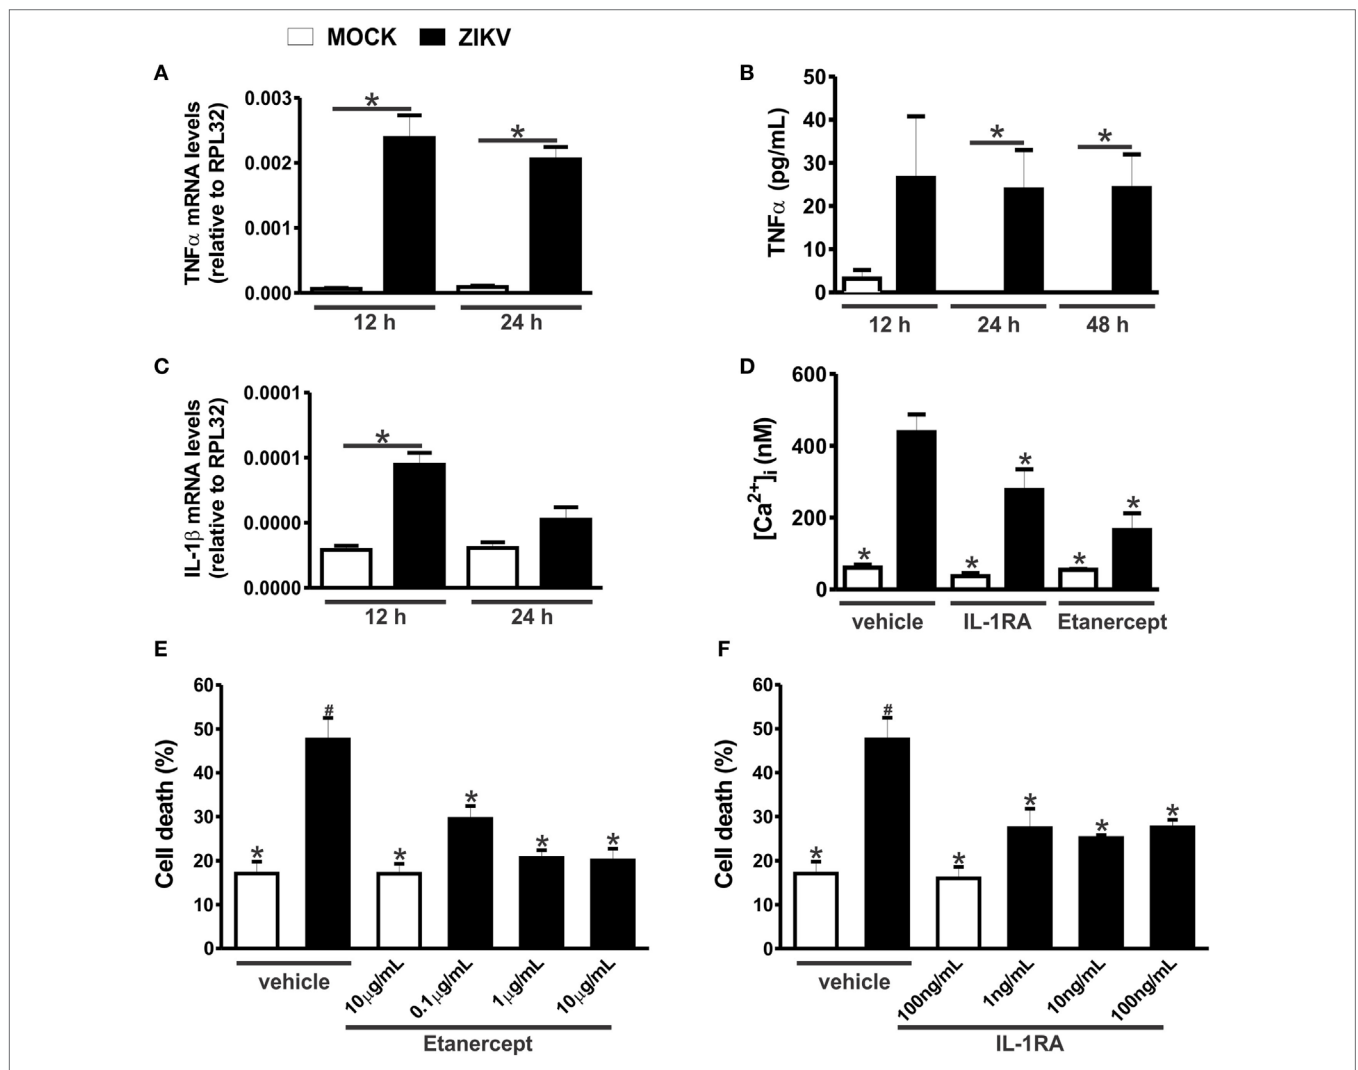 MOCK ZIKV
A
TNFα mRNA levels
(relative to RPL32)
0.003
0.002
0.001
0.000
*
*
12 h
24 h
B
TNFα (pg/mL)
50
40
30
20
10
0
*
*
12 h
24 h
48 h
C
IL-1β mRNA levels
(relative to RPL32)
0.0001
0.0001
0.0000
0.0000
*
12 h
24 h
D
[Ca2+]i (nM)
600
400
200
0
*
*
*
*
*
vehicle
IL-1RA
Etanercept
E
Cell death (%)
60
50
40
30
20
10
0
*
#
*
*
*
*
vehicle
10μg/mL
0.1μg/mL
1μg/mL
10μg/mL
Etanercept
F
Cell death (%)
60
50
40
30
20
10
0
*
#
*
*
*
*
vehicle
100ng/mL
1ng/mL
10ng/mL
100ng/mL
IL-1RA